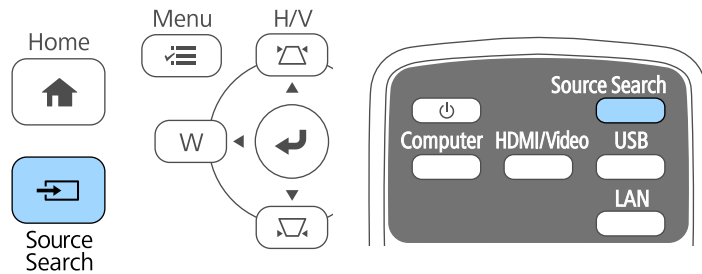 Home
Menu
H/V
W
Source
Search
Source Search
Computer HDMI/Video USB
LAN